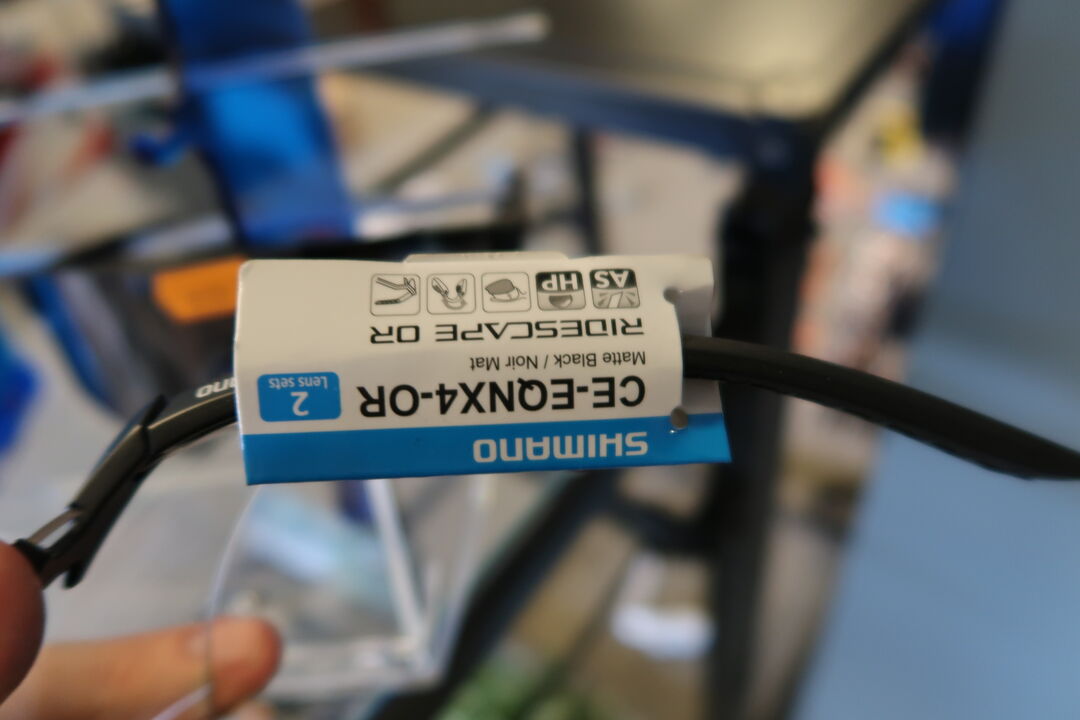 SHIMANO
CE-EQNX4-OR
2
Lens sets
Matte Black / Noir Mat
RIDESCAPE OR
AS
HP